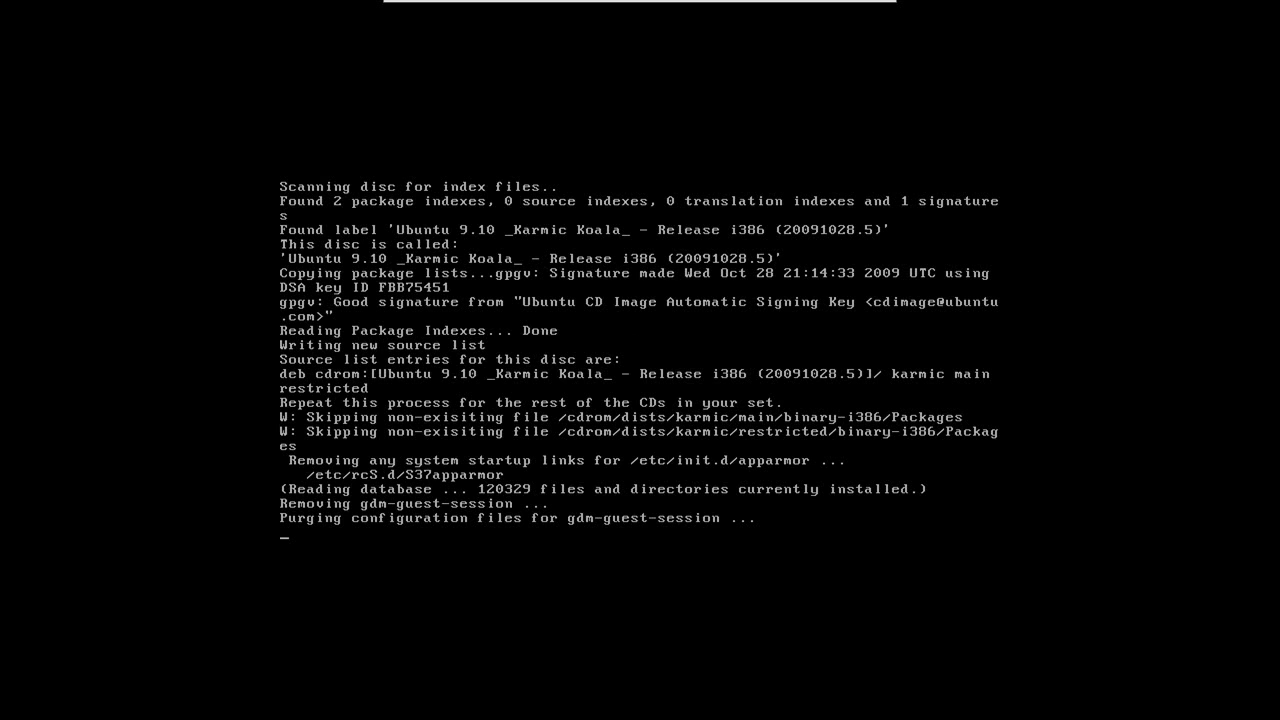 Scanning disc for index files..
Found 2 package indexes, 0 source indexes, 0 translation indexes and 1 signature
s
Found label 'Ubuntu 9.10 _Karmic Koala_ - Release i386 (20091028.5)'
This disc is called:
'Ubuntu 9.10 _Karmic Koala_ - Release i386 (20091028.5)'
Copying package lists...gpgv: Signature made Wed Oct 28 21:14:33 2009 UTC using
DSA key ID FBB75451
gpgv: Good signature from "Ubuntu CD Image Automatic Signing Key <cdimage@ubuntu
.com>"
Reading Package Indexes... Done
Writing new source list
Source list entries for this disc are:
deb cdrom:[Ubuntu 9.10 _Karmic Koala_ - Release i386 (20091028.5)]/ karmic main
restricted
Repeat this process for the rest of the CDs in your set.
W: Skipping non-exisiting file /cdrom/dists/karmic/main/binary-i386/Packages
W: Skipping non-exisiting file /cdrom/dists/karmic/restricted/binary-i386/Packag
es
 Removing any system startup links for /etc/init.d/apparmor ...
   /etc/rcS.d/S37apparmor
(Reading database ... 120329 files and directories currently installed.)
Removing gdm-guest-session ...
Purging configuration files for gdm-guest-session ...
_